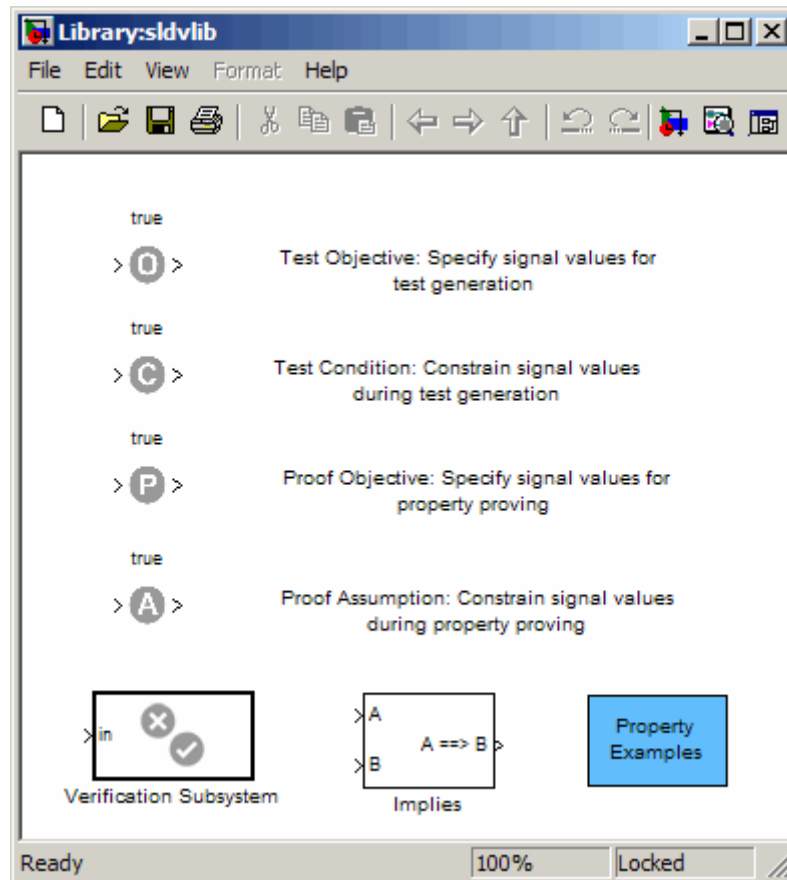 Library:sldvlib
File Edit View Format Help
true
> O >
Test Objective: Specify signal values for
test generation
true
> C >
Test Condition: Constrain signal values
during test generation
true
> P >
Proof Objective: Specify signal values for
property proving
true
> A >
Proof Assumption: Constrain signal values
during property proving
in
Verification Subsystem
A
B
A ==> B
Implies
Property
Examples
Ready 100% Locked